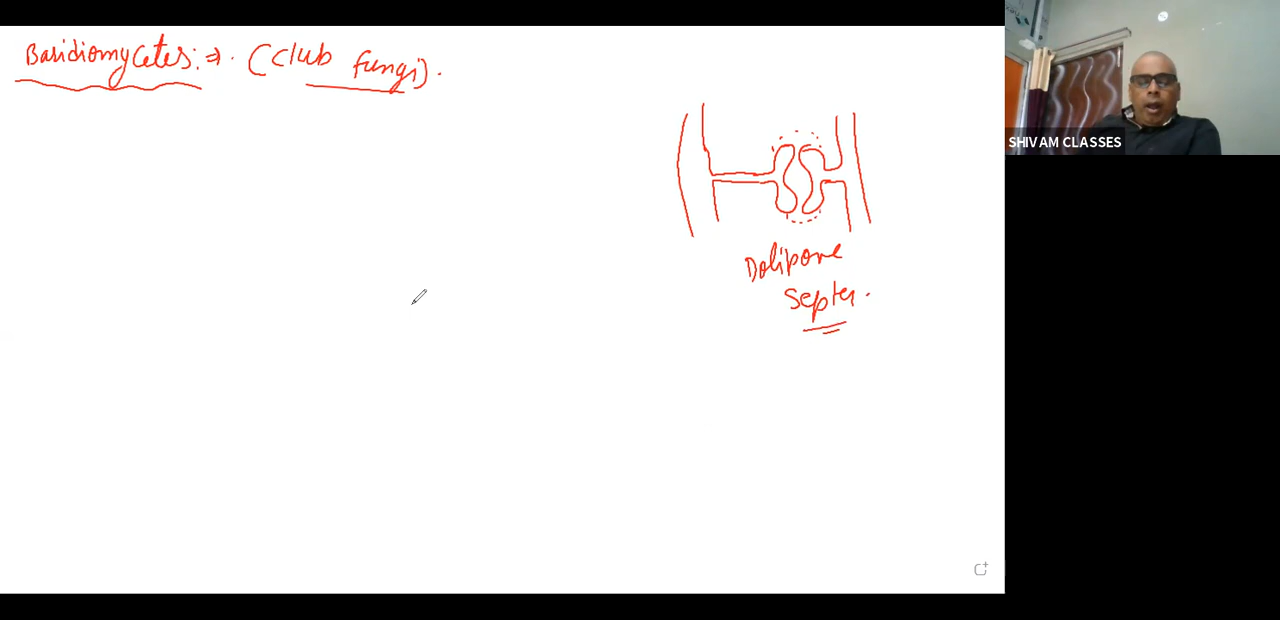 Basidiomycetes :⇒ (Club fungi).
SHIVAM CLASSES
Dolipore
Septa.